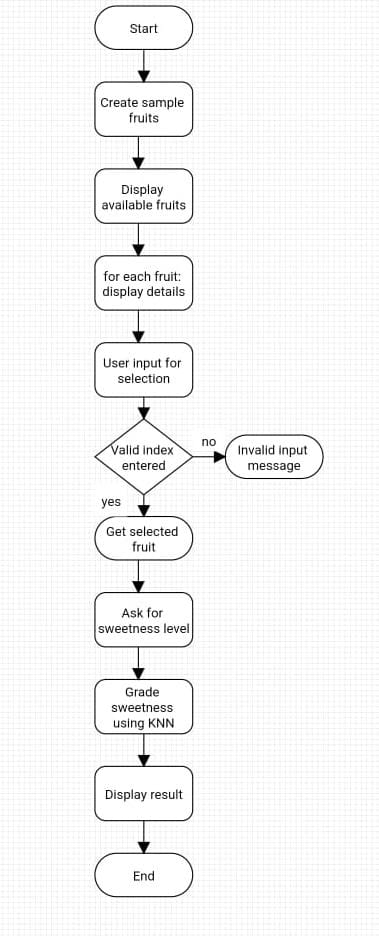 Start
Create sample
fruits
Display
available fruits
for each fruit:
display details
User input for
selection
Valid index
entered
no
Invalid input
message
yes
Get selected
fruit
Ask for
sweetness level
Grade
sweetness
using KNN
Display result
End